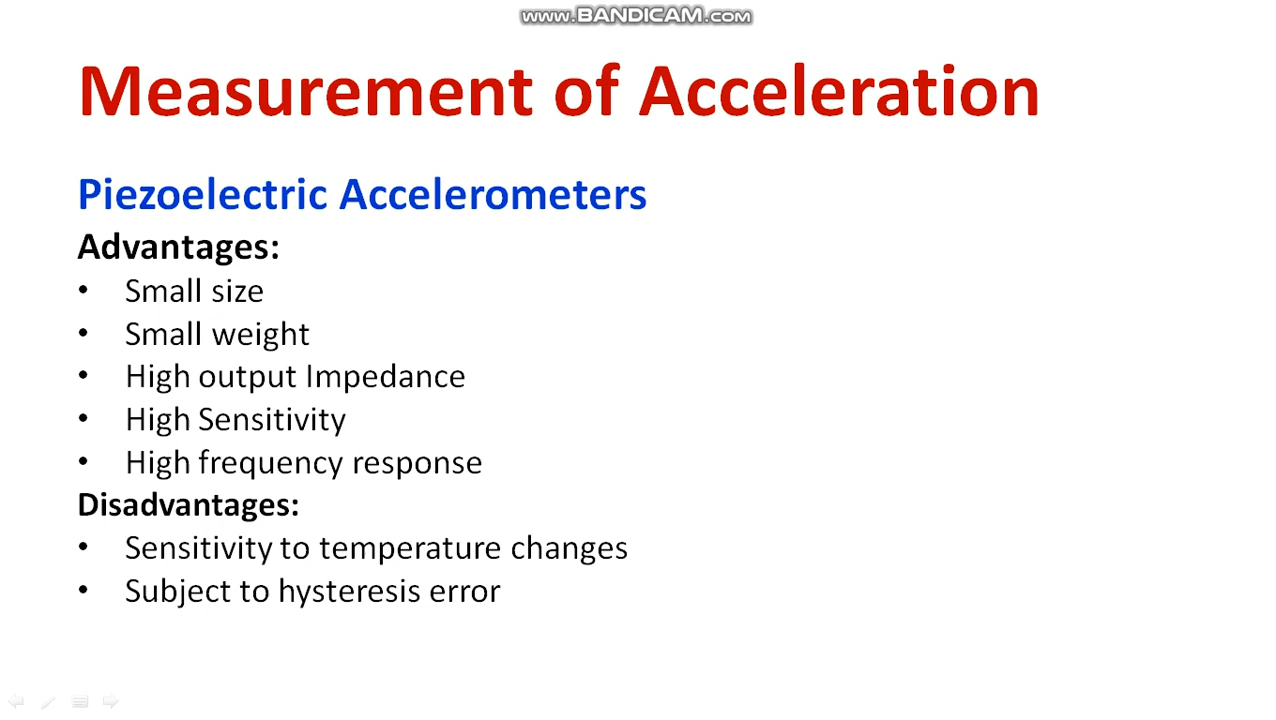 www.BANDICAM.com
Measurement of Acceleration
Piezoelectric Accelerometers
Advantages:
• Small size
• Small weight
• High output Impedance
• High Sensitivity
• High frequency response
Disadvantages:
• Sensitivity to temperature changes
• Subject to hysteresis error